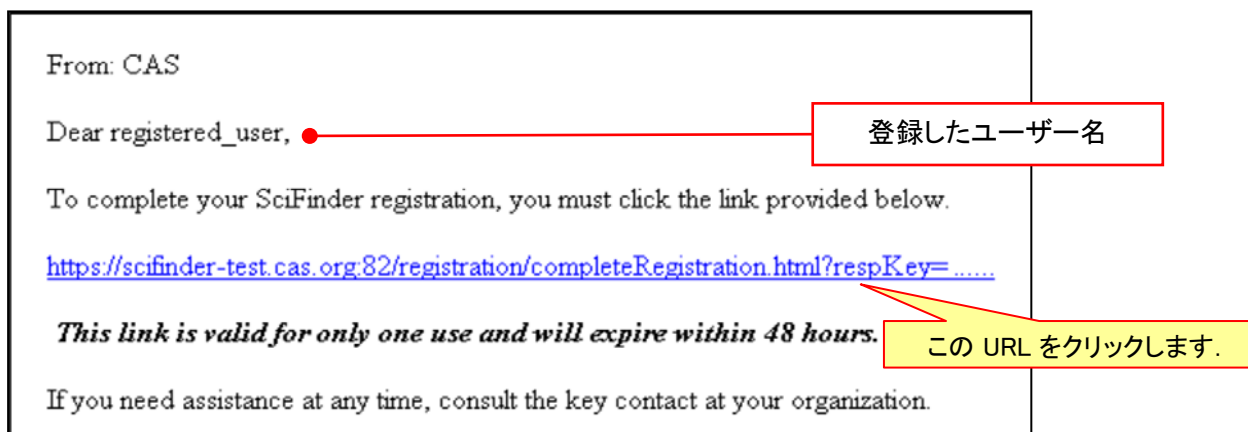 From: CAS
Dear registered_user,
登録したユーザー名
To complete your SciFinder registration, you must click the link provided below.
https://scifinder-test.cas.org:82/registration/completeRegistration.html?respKey= ......
This link is valid for only one use and will expire within 48 hours.
この URL をクリックします.
If you need assistance at any time, consult the key contact at your organization.